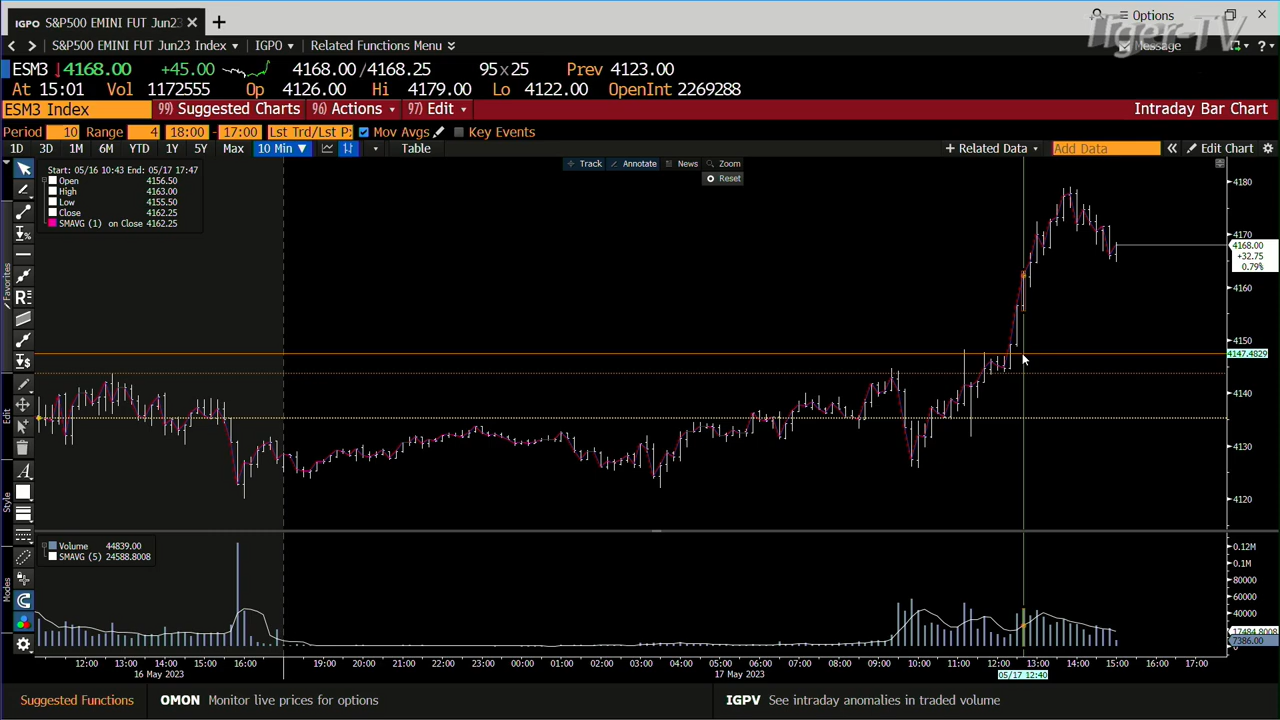 IGPO S&P500 EMINI FUT Jun23
Options
Tiger-TV
S&P500 EMINI FUT Jun23 Index IGPO Related Functions Menu
Message
ESM3 4168.00 +45.00 4168.00/4168.25 95x25 Prev 4123.00
At 15:01 Vol 1172555 Op 4126.00 Hi 4179.00 Lo 4122.00 OpenInt 2269288
ESM3 Index 99) Suggested Charts 96) Actions 97) Edit Intraday Bar Chart
Period 10 Range 4 18:00 - 17:00 Lst Trd/Lst P Mov Avgs Key Events
1D 3D 1M 6M YTD 1Y 5Y Max 10 Min Table + Related Data Add Data Edit Chart
Track Annotate News Zoom
Reset
Start: 05/16 10:43 End: 05/17 17:47
Open 4156.50
High 4163.00
Low 4155.50
Close 4162.25
SMAVG (1) on Close 4162.25
Favorites
Edit
Style
Modes
4180
4170
4168.00
+32.75
0.79%
4160
4150
4147.4829
4140
4130
4120
Volume 44839.00
SMAVG (5) 24588.8008
0.12M
0.1M
80000
60000
40000
17484.8008
7386.00
0
12:00 13:00 14:00 15:00 16:00 19:00 20:00 21:00 22:00 23:00 00:00 01:00 02:00 03:00 04:00 05:00 06:00 07:00 08:00 09:00 10:00 11:00 12:00 13:00 14:00 15:00 16:00 17:00
16 May 2023 17 May 2023 05/17 12:40
Suggested Functions OMON Monitor live prices for options IGPV See intraday anomalies in traded volume